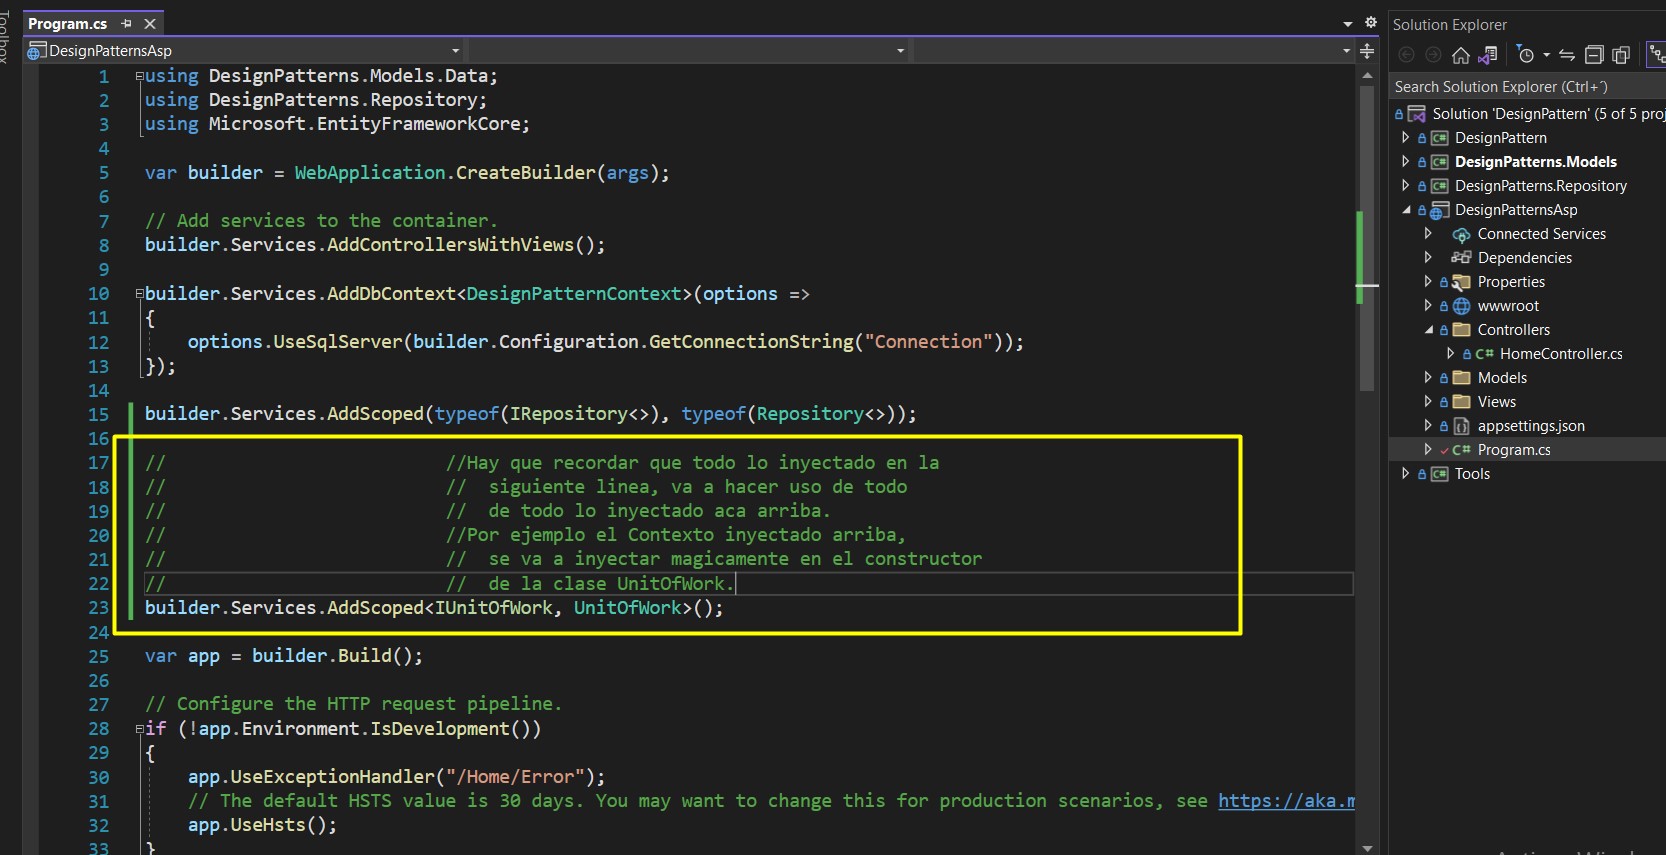 Toolbox
Program.cs
DesignPatternsAsp
1 using DesignPatterns.Models.Data;
2 using DesignPatterns.Repository;
3 using Microsoft.EntityFrameworkCore;
4
5 var builder = WebApplication.CreateBuilder(args);
6
7 // Add services to the container.
8 builder.Services.AddControllersWithViews();
9
10 builder.Services.AddDbContext<DesignPatternContext>(options =>
11 {
12 options.UseSqlServer(builder.Configuration.GetConnectionString("Connection"));
13 });
14
15 builder.Services.AddScoped(typeof(IRepository<>), typeof(Repository<>));
16
17 // //Hay que recordar que todo lo inyectado en la
18 // // siguiente linea, va a hacer uso de todo
19 // // de todo lo inyectado aca arriba.
20 // //Por ejemplo el Contexto inyectado arriba,
21 // // se va a inyectar magicamente en el constructor
22 // // de la clase UnitOfWork.
23 builder.Services.AddScoped<IUnitOfWork, UnitOfWork>();
24
25 var app = builder.Build();
26
27 // Configure the HTTP request pipeline.
28 if (!app.Environment.IsDevelopment())
29 {
30 app.UseExceptionHandler("/Home/Error");
31 // The default HSTS value is 30 days. You may want to change this for production scenarios, see https://aka.m
32 app.UseHsts();
33 }
Solution Explorer
Search Solution Explorer (Ctrl+´)
Solution 'DesignPattern' (5 of 5 proj
C# DesignPattern
C# DesignPatterns.Models
C# DesignPatterns.Repository
DesignPatternsAsp
Connected Services
Dependencies
Properties
wwwroot
Controllers
C# HomeController.cs
Models
Views
appsettings.json
C# Program.cs
C# Tools